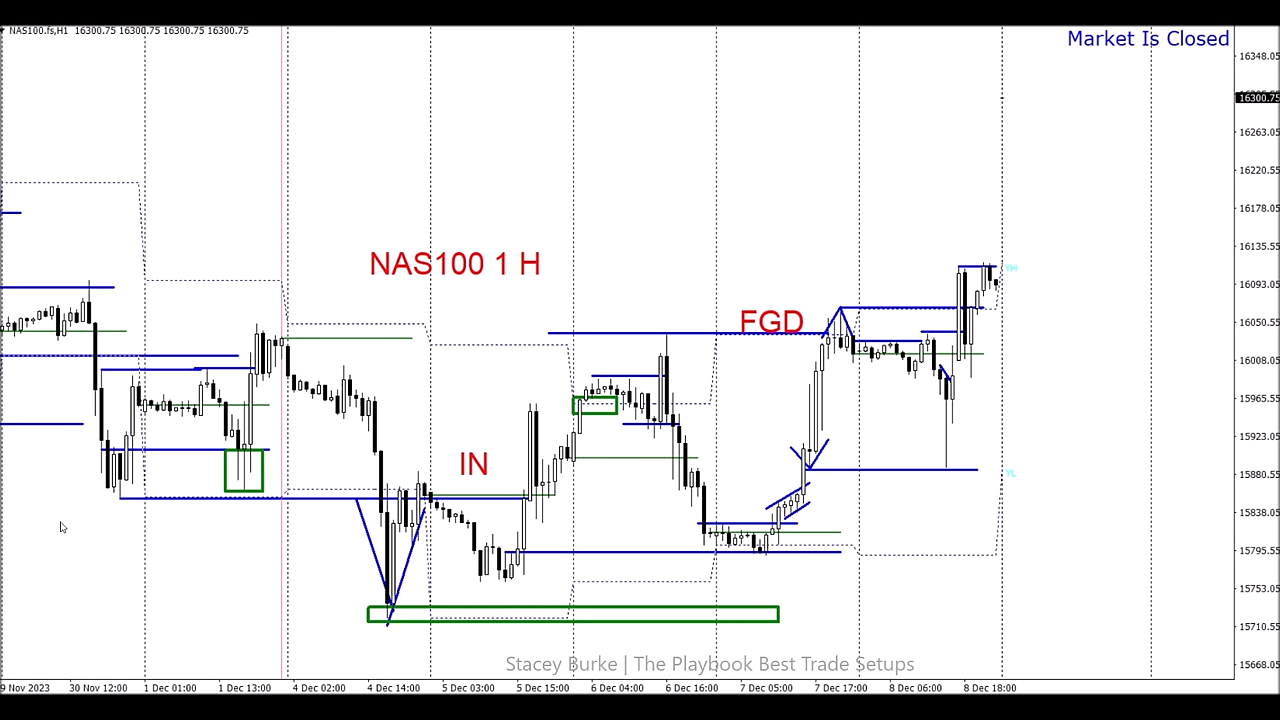 NAS100.fs,H1 16300.75 16300.75 16300.75 16300.75
Market Is Closed
16348.05
16300.75
16263.05
16220.55
16178.05
16135.55
NAS100 1 H
YH
16093.05
FGD
16050.55
16008.05
15965.55
15923.05
IN
YL
15880.55
15838.05
15795.55
15753.05
15710.55
Stacey Burke | The Playbook Best Trade Setups
15668.05
9 Nov 2023 30 Nov 12:00 1 Dec 01:00 1 Dec 13:00 4 Dec 02:00 4 Dec 14:00 5 Dec 03:00 5 Dec 15:00 6 Dec 04:00 6 Dec 16:00 7 Dec 05:00 7 Dec 17:00 8 Dec 06:00 8 Dec 18:00